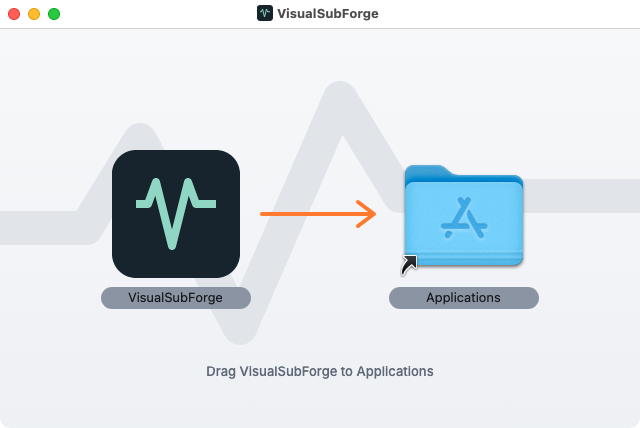 VisualSubForge
VisualSubForge
Applications
Drag VisualSubForge to Applications